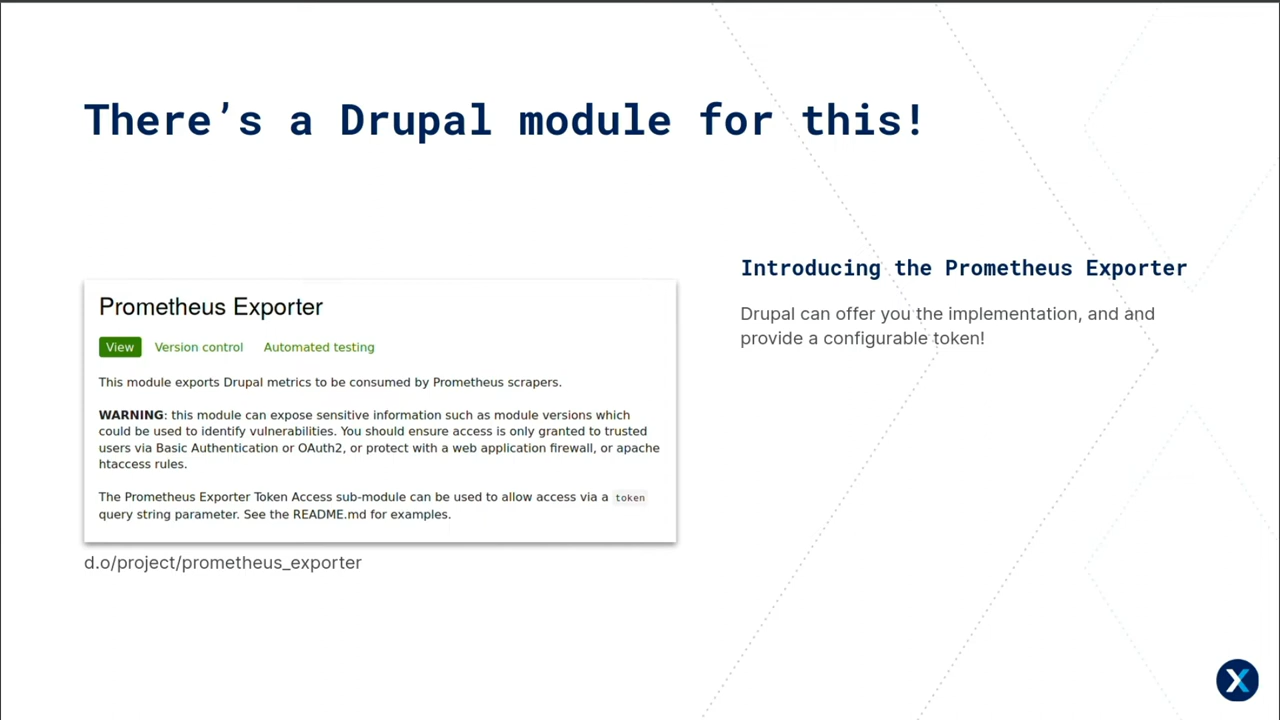 There’s a Drupal module for this!
Prometheus Exporter
View Version control Automated testing
This module exports Drupal metrics to be consumed by Prometheus scrapers.
WARNING: this module can expose sensitive information such as module versions which
could be used to identify vulnerabilities. You should ensure access is only granted to trusted
users via Basic Authentication or OAuth2, or protect with a web application firewall, or apache
htaccess rules.
The Prometheus Exporter Token Access sub-module can be used to allow access via a token
query string parameter. See the README.md for examples.
d.o/project/prometheus_exporter
Introducing the Prometheus Exporter
Drupal can offer you the implementation, and and
provide a configurable token!
X